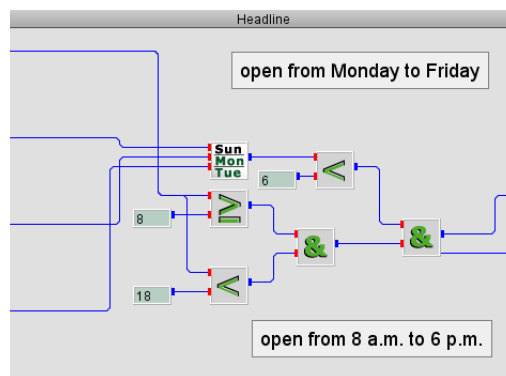 Headline
open from Monday to Friday
Sun
Mon
Tue
6
<
8
≥
&
&
18
<
open from 8 a.m. to 6 p.m.